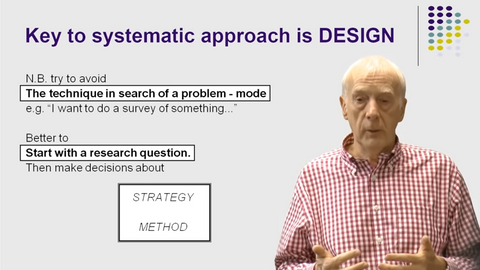 Key to systematic approach is DESIGN
N.B. try to avoid
The technique in search of a problem - mode
e.g. “I want to do a survey of something...”
Better to
Start with a research question.
Then make decisions about
STRATEGY
METHOD